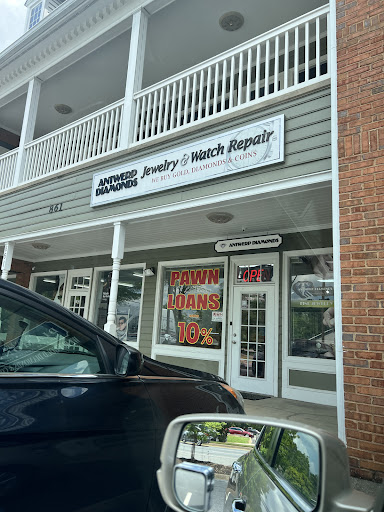 ANTWERP
DIAMONDS
Jewelry & Watch Repair
WE BUY GOLD, DIAMONDS & COINS
861
ANTWERP DIAMONDS
OPEN
PAWN
LOANS
10%